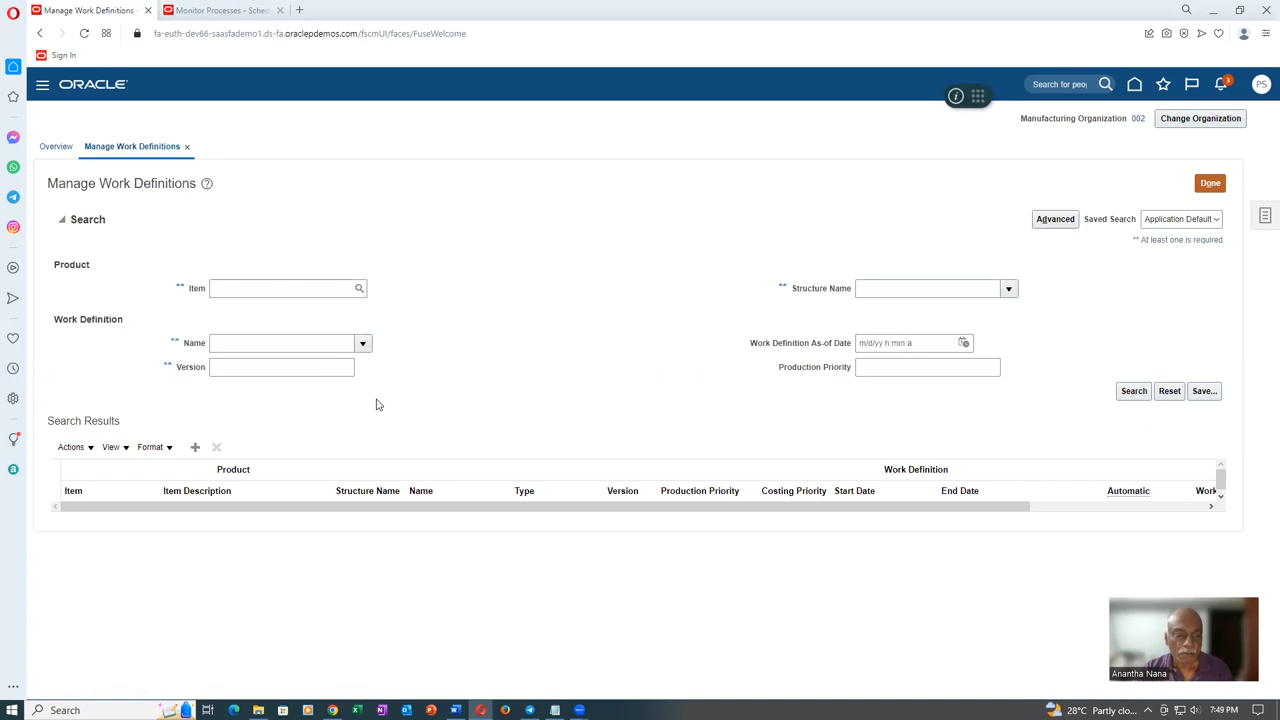 Manage Work Definitions -
Monitor Processes - Sched
fa-euth-dev66-saasfademo1.ds-fa.oraclepdemos.com/fscmUI/faces/FuseWelcome
Sign In
ORACLE
Search for peop
3
PS
Manufacturing Organization 002 Change Organization
Overview Manage Work Definitions
Manage Work Definitions
Done
Search
Advanced Saved Search Application Default
** At least one is required
Product
** Item
** Structure Name
Work Definition
** Name
Work Definition As-of Date m/d/yy h:mm a
** Version
Production Priority
Search Reset Save...
Search Results
Actions View Format
Product Work Definition
Item Item Description Structure Name Name Type Version Production Priority Costing Priority Start Date End Date Automatic Work
Anantha Nana
Search
28°C Partly clo...
7:49 PM